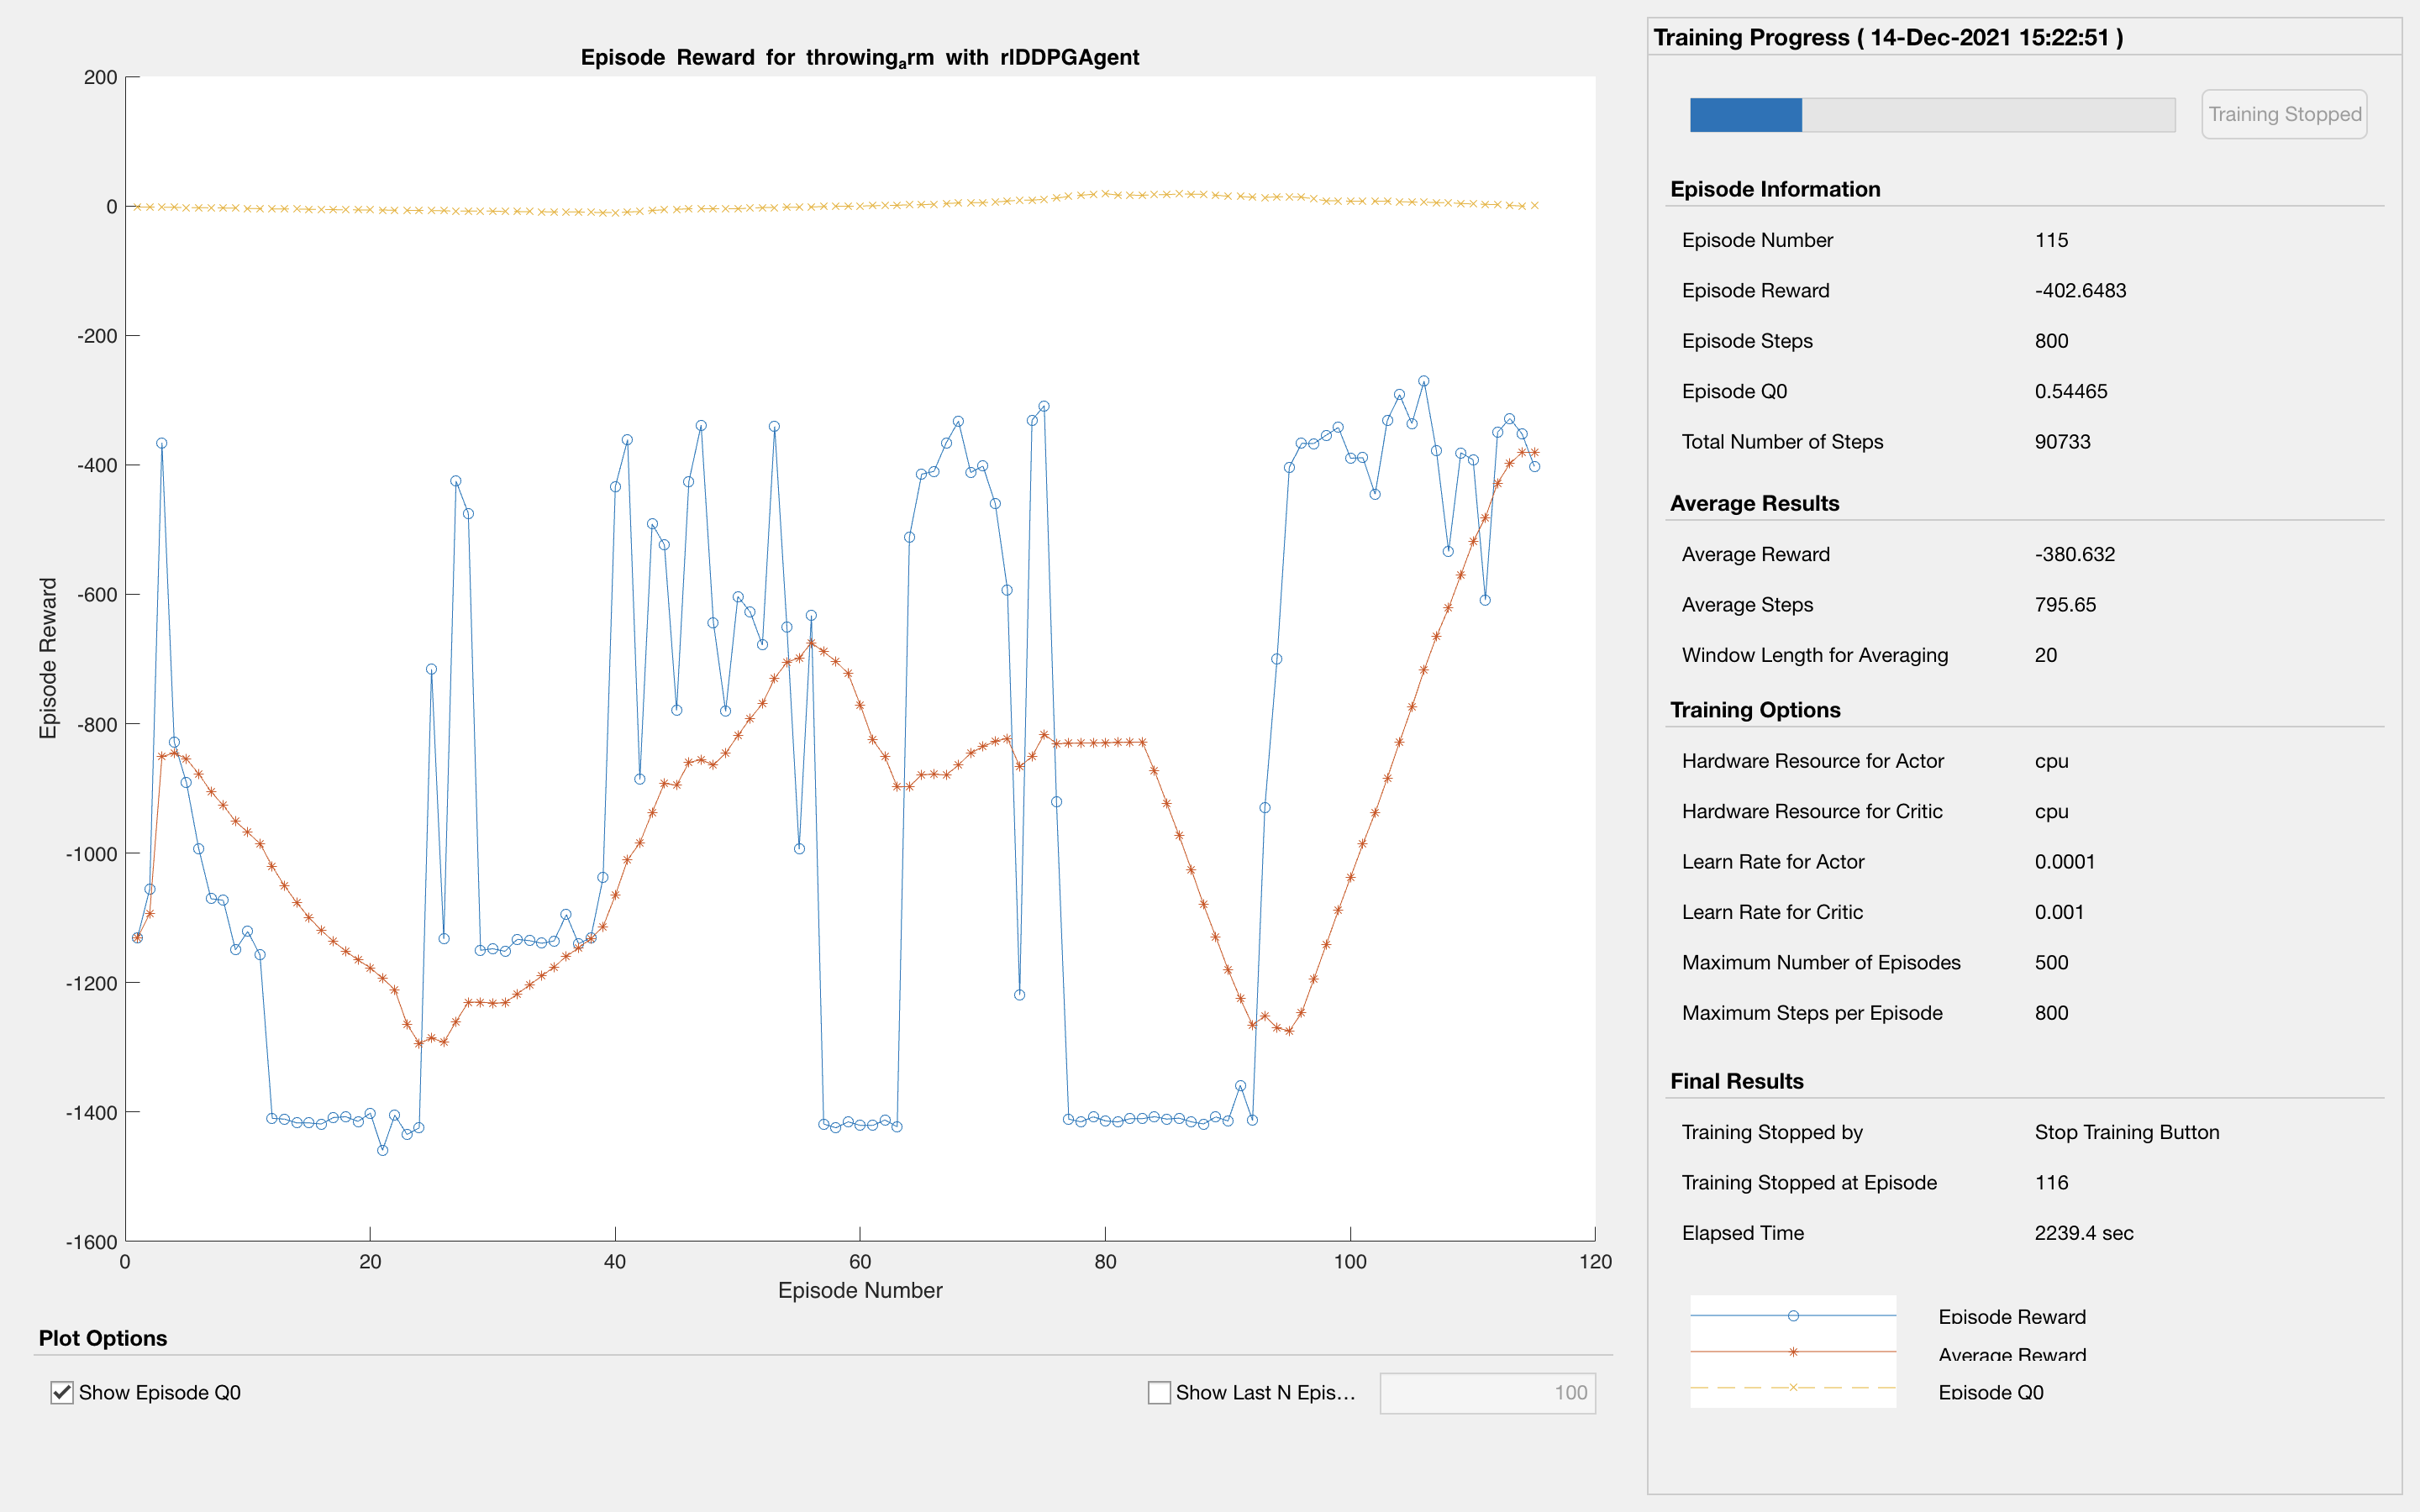 Episode Reward for throwingₐrm with rlDDPGAgent
200
0
-200
-400
-600
-800
-1000
-1200
-1400
-1600
Episode Reward
0 20 40 60 80 100 120
Episode Number
Plot Options
Show Episode Q0
Show Last N Epis...
100
Training Progress ( 14-Dec-2021 15:22:51 )
Training Stopped
Episode Information
Episode Number 115
Episode Reward -402.6483
Episode Steps 800
Episode Q0 0.54465
Total Number of Steps 90733
Average Results
Average Reward -380.632
Average Steps 795.65
Window Length for Averaging 20
Training Options
Hardware Resource for Actor cpu
Hardware Resource for Critic cpu
Learn Rate for Actor 0.0001
Learn Rate for Critic 0.001
Maximum Number of Episodes 500
Maximum Steps per Episode 800
Final Results
Training Stopped by Stop Training Button
Training Stopped at Episode 116
Elapsed Time 2239.4 sec
Episode Reward
Average Reward
Episode Q0